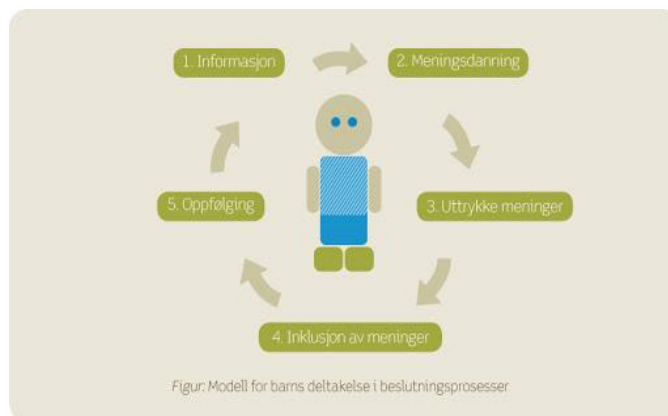 1. Informasjon
2. Meningsdanning
3. Uttrykke meninger
4. Inklusjon av meninger
5. Oppfølging
Figur: Modell for barns deltakelse i beslutningsprosesser